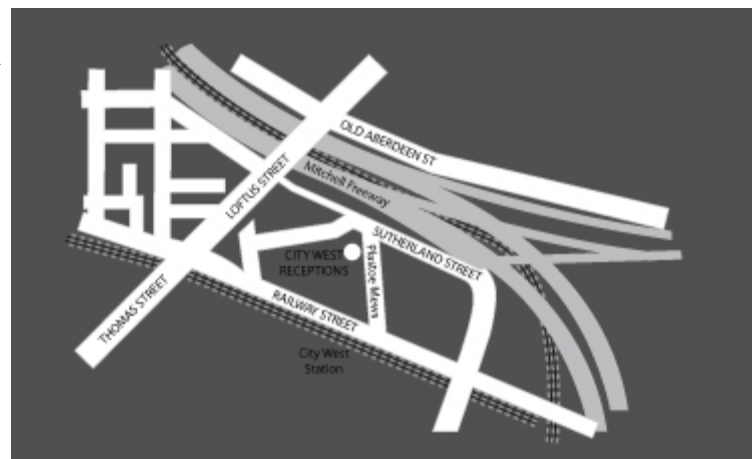 OLD ABERDEEN ST
Mitchell Freeway
LOFTUS STREET
SUTHERLAND STREET
CITY WEST
RECEPTIONS
Plaistoe Mews
THOMAS STREET
RAILWAY STREET
City West
Station